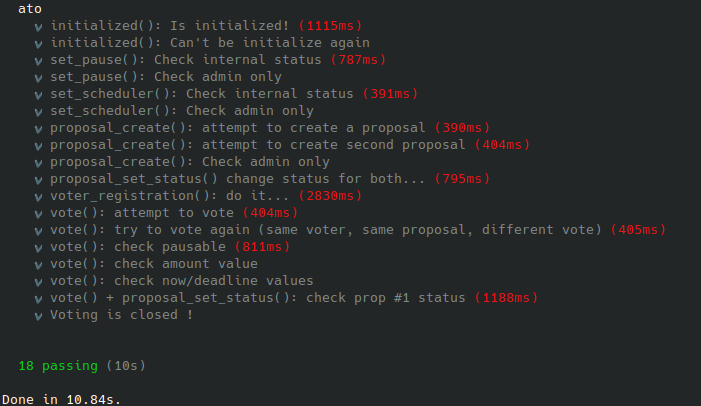 ato
✔ initialized(): Is initialized! (1115ms)
✔ initialized(): Can't be initialize again
✔ set_pause(): Check internal status (787ms)
✔ set_pause(): Check admin only
✔ set_scheduler(): Check internal status (391ms)
✔ set_scheduler(): Check admin only
✔ proposal_create(): attempt to create a proposal (390ms)
✔ proposal_create(): attempt to create second proposal (404ms)
✔ proposal_create(): Check admin only
✔ proposal_set_status() change status for both... (795ms)
✔ voter_registration(): do it... (2830ms)
✔ vote(): attempt to vote (404ms)
✔ vote(): try to vote again (same voter, same proposal, different vote) (405ms)
✔ vote(): check pausable (811ms)
✔ vote(): check amount value
✔ vote(): check now/deadline values
✔ vote() + proposal_set_status(): check prop #1 status (1188ms)
✔ Voting is closed !
18 passing (10s)
Done in 10.84s.